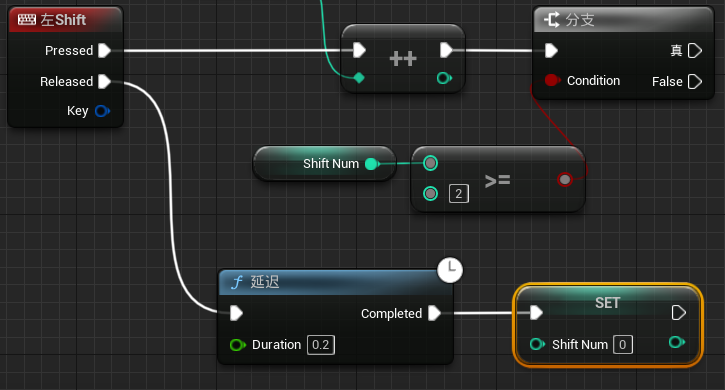 左Shift
Pressed
Released
Key
++
分支
真
Condition
False
Shift Num
2
>=
f 延迟
Completed
Duration 0.2
SET
Shift Num 0